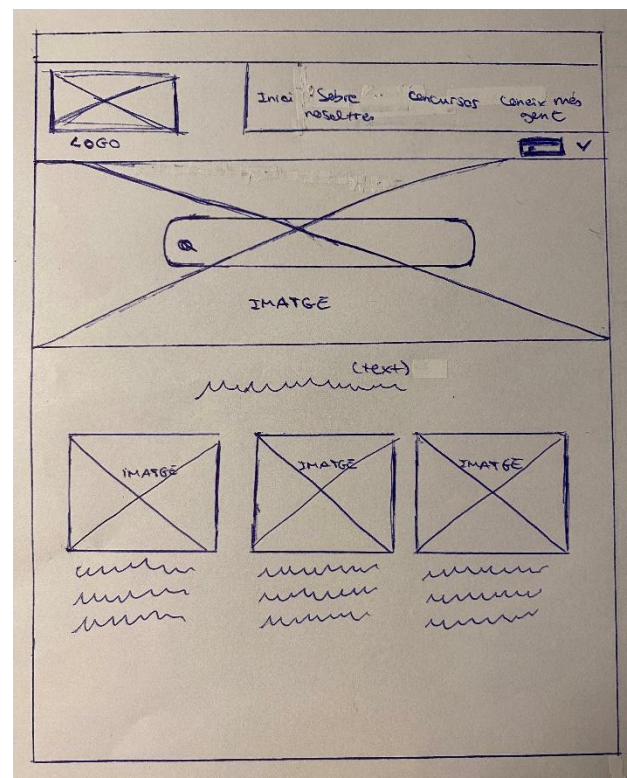 Inici Sobre nosaltres concursos Coneix més gent
LOGO
IMATGE
(text)
IMATGE IMATGE IMATGE